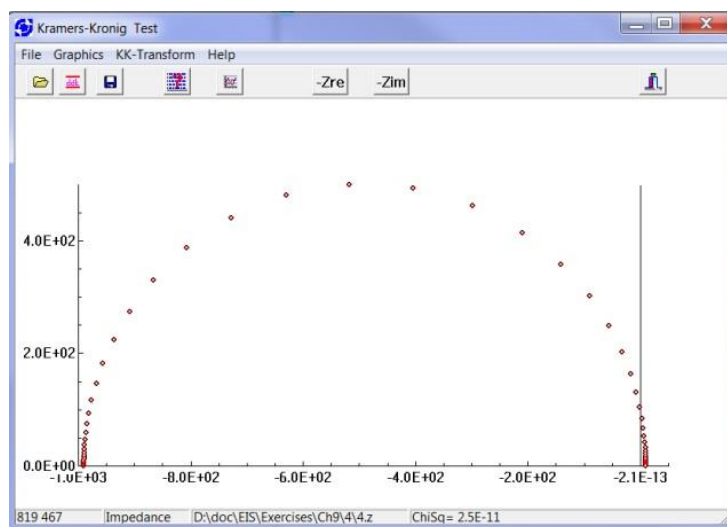 Kramers-Kronig Test
File Graphics KK-Transform Help
-Zre -Zim
4.0E+02
2.0E+02
0.0E+00
-1.0E+03 -8.0E+02 -6.0E+02 -4.0E+02 -2.0E+02 -2.1E-13
819 467 Impedance D:\doc\EIS\Exercises\Ch9\4\4.z ChiSq= 2.5E-11